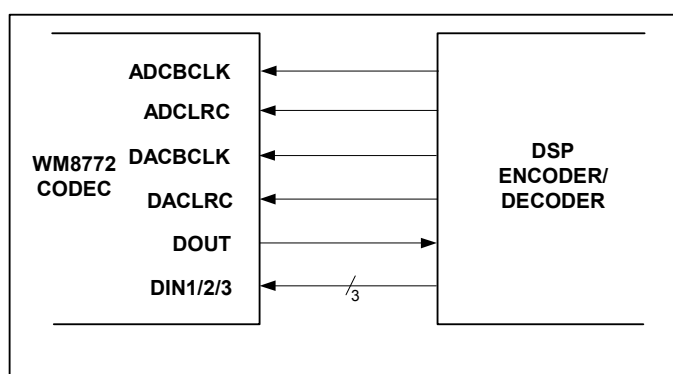 ADCBCLK
ADCLRC
WM8772
CODEC
DACBCLK
DACLRC
DOUT
DIN1/2/3
3
DSP
ENCODER/
DECODER